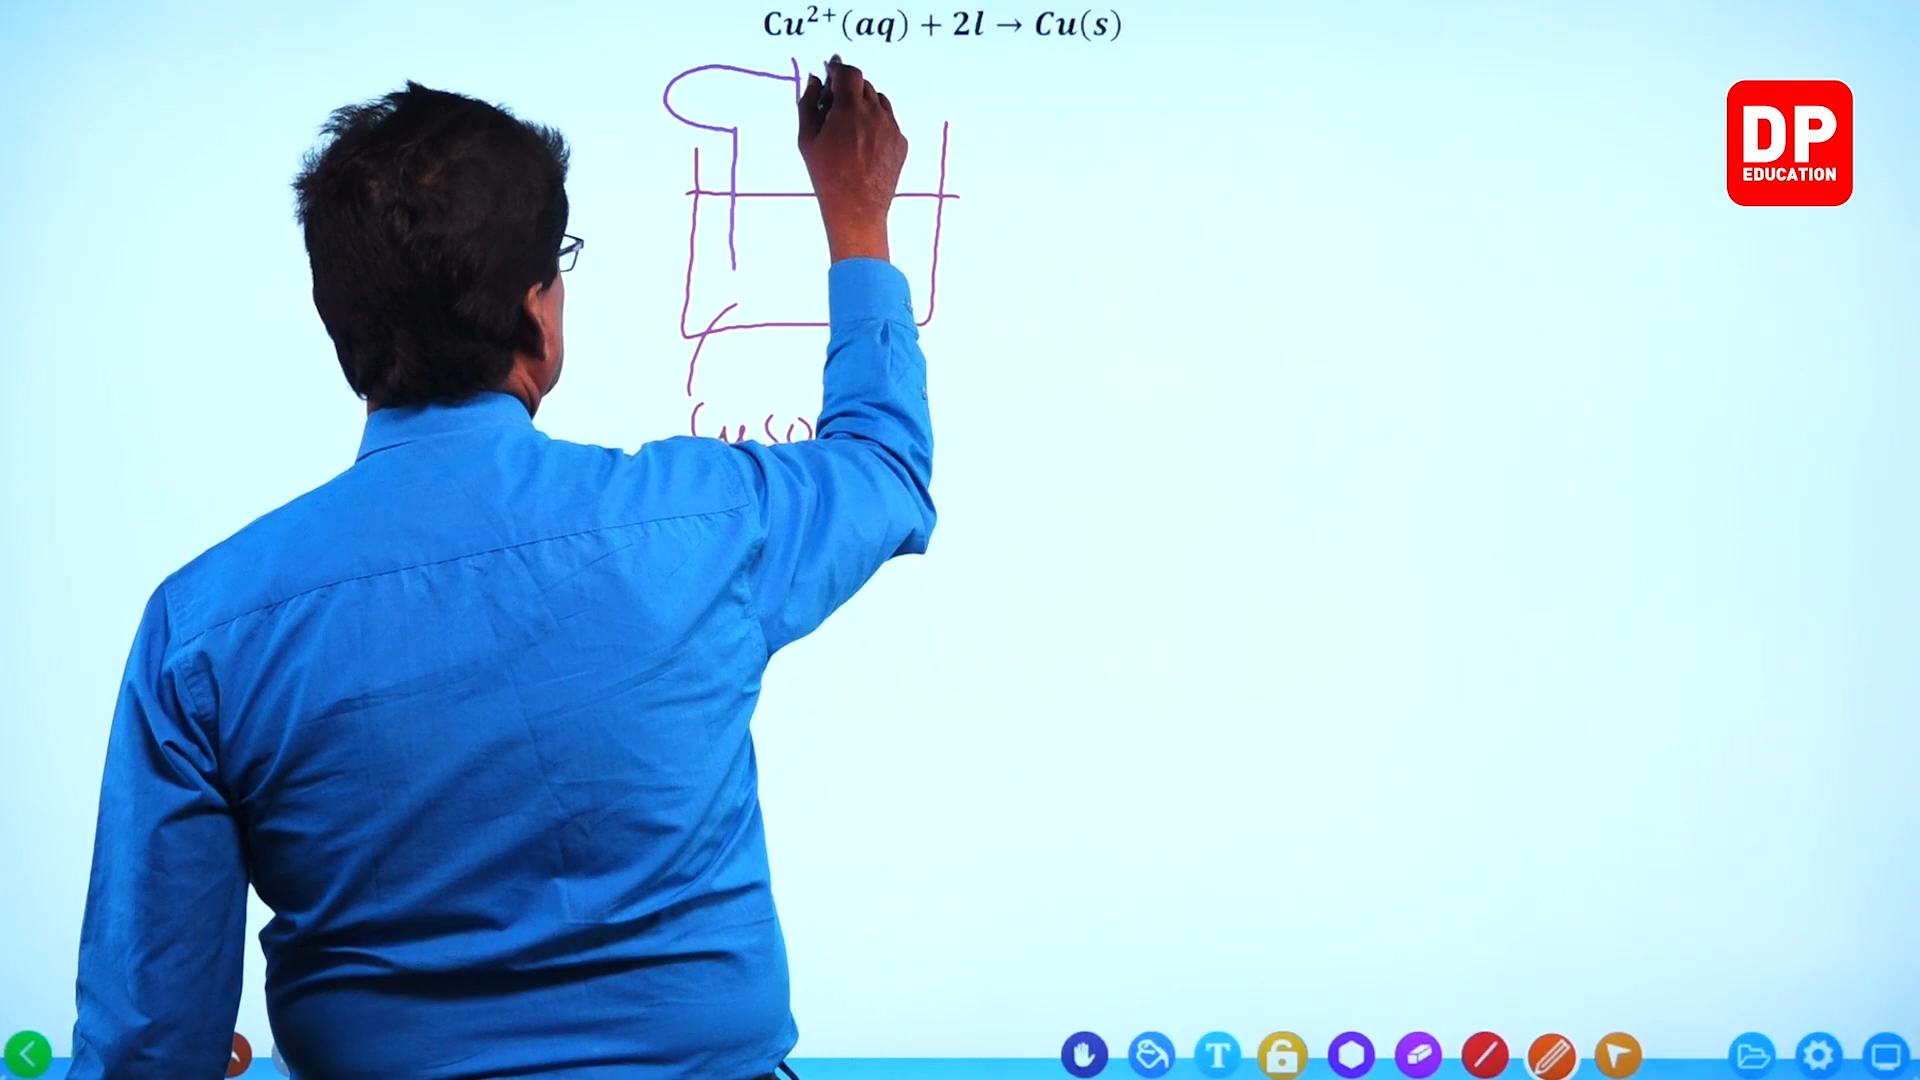 Cu²⁺(aq) + 2l → Cu(s)
DP
EDUCATION
T